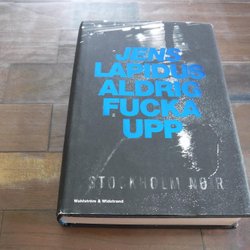 JENS
LAPIDUS
ALDRIG
FUCKA
UPP
STOCKHOLM NOIR
Wahlström & Widstrand